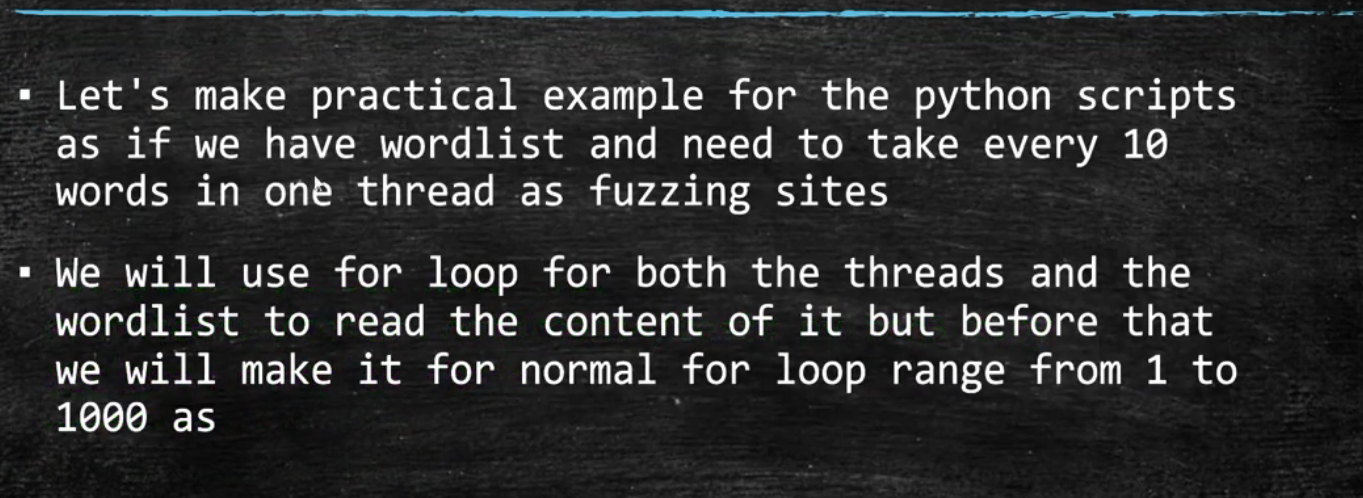 ▪ Let's make practical example for the python scripts
as if we have wordlist and need to take every 10
words in one thread as fuzzing sites
▪ We will use for loop for both the threads and the
wordlist to read the content of it but before that
we will make it for normal for loop range from 1 to
1000 as